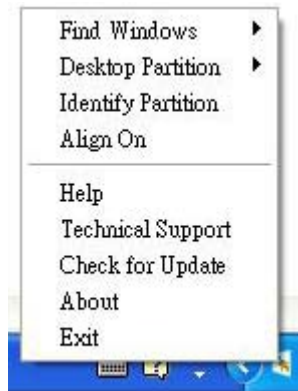 Find Windows
Desktop Partition
Identify Partition
Align On
Help
Technical Support
Check for Update
About
Exit